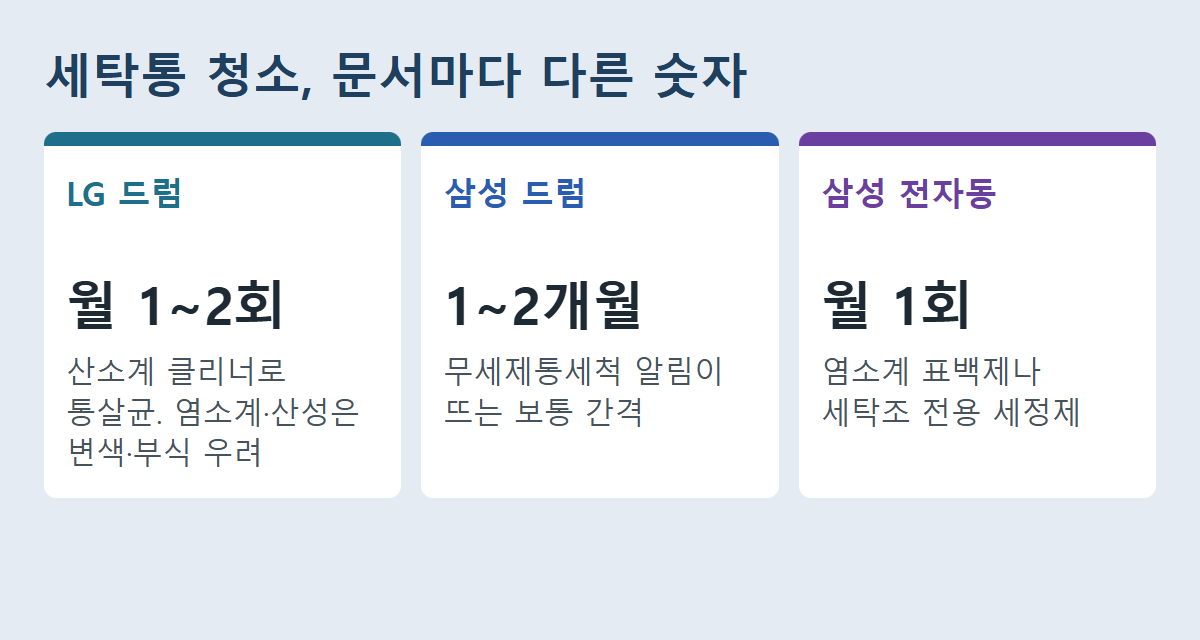 세탁통 청소, 문서마다 다른 숫자
LG 드럼
월 1~2회
산소계 클리너로
통살균. 염소계·산성은
변색·부식 우려
삼성 드럼
1~2개월
무세제통세척 알림이
뜨는 보통 간격
삼성 전자동
월 1회
염소계 표백제나
세탁조 전용 세정제